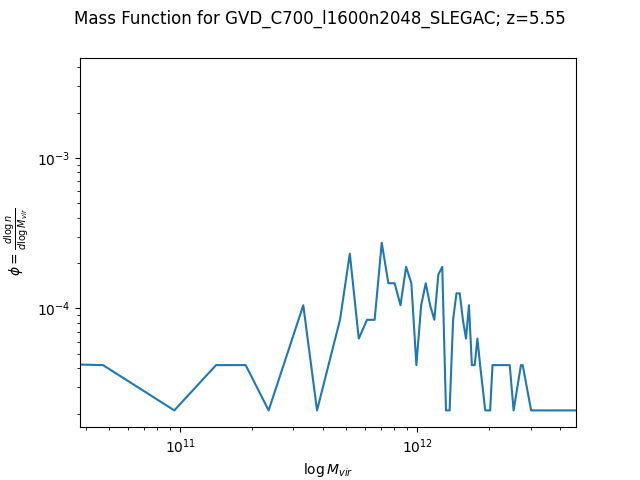 Mass Function for GVD_C700_l1600n2048_SLEGAC; z=5.55
10⁻³
10⁻⁴
ϕ = d log n / d log M_vir
10¹¹
10¹²
log M_vir